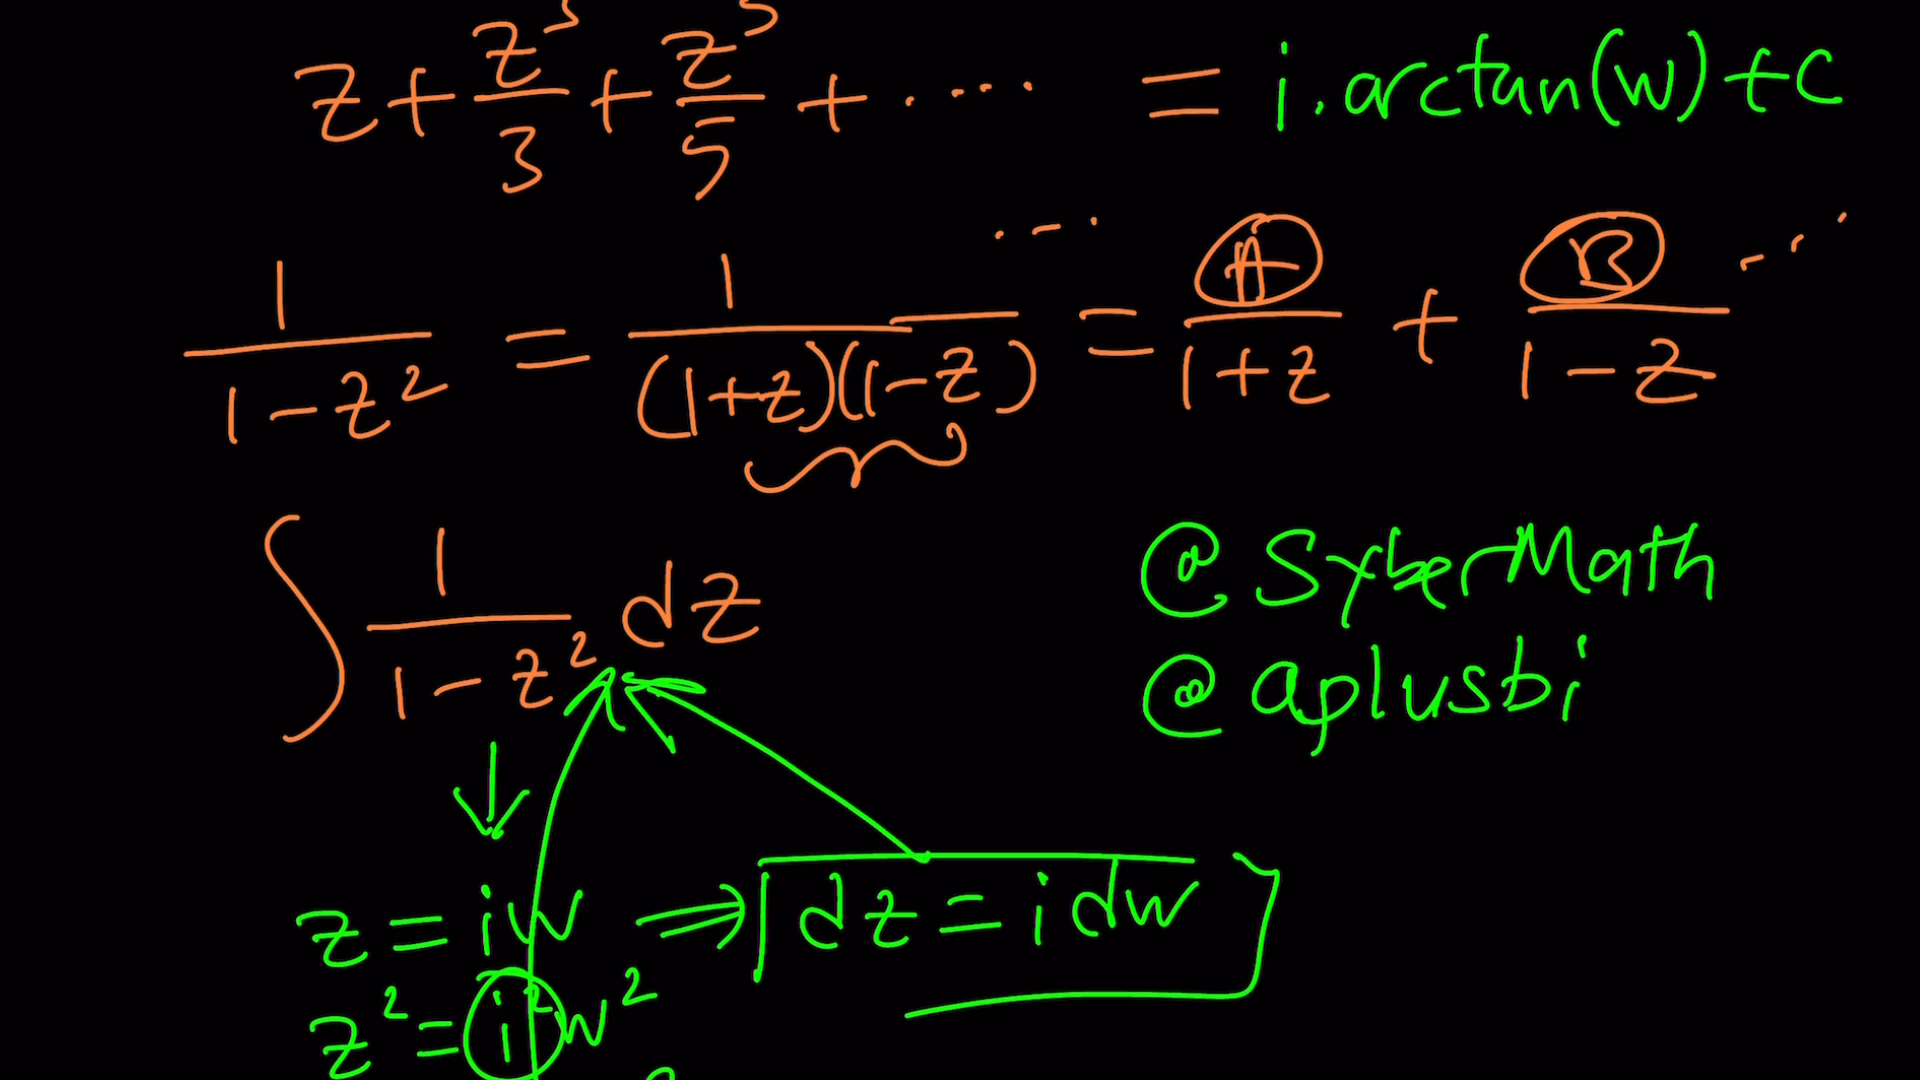 z + z³/3 + z⁵/5 + ‥‥ = i.arctan(w)+c
1/(1-z²) = 1/((1+z)(1-z)) = A/(1+z) + B/(1-z)
∫ 1/(1-z²) dz
@SyberMath
@aplusbi
z = iw ⇒ dz = i dw
z² = i²w²